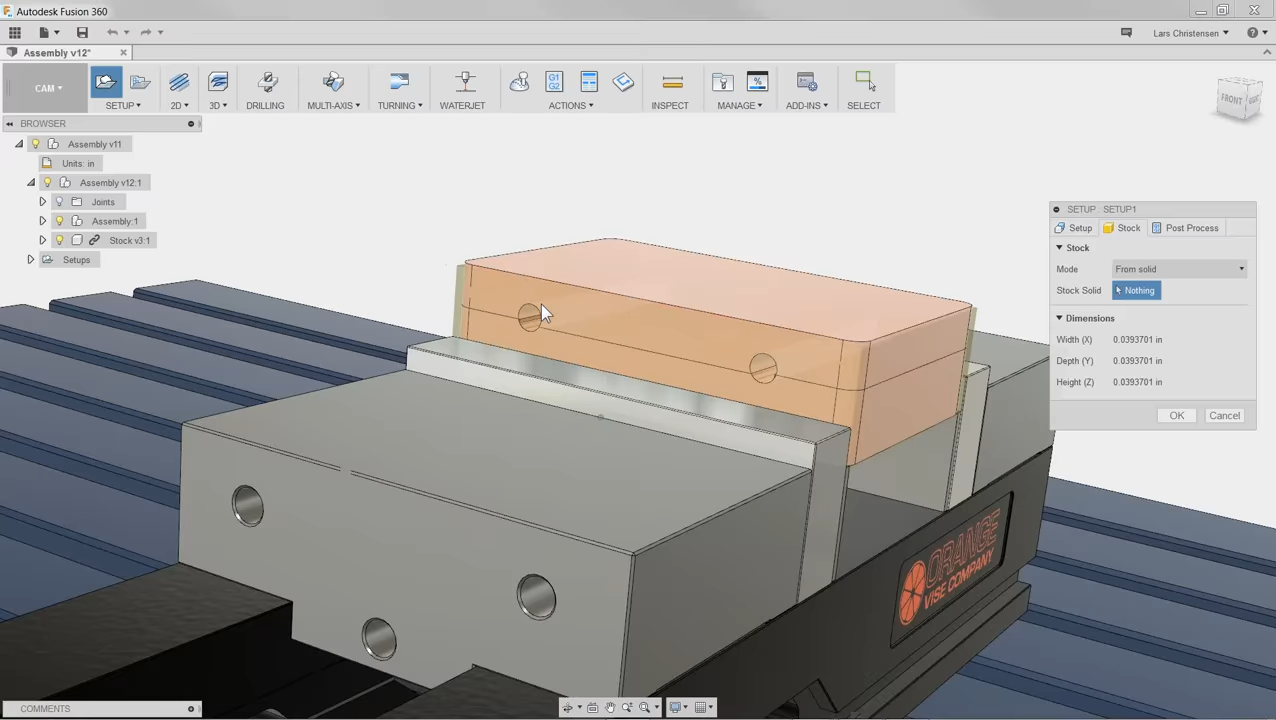 Autodesk Fusion 360
Lars Christensen
Assembly v12*
CAM
G1
G2
SETUP
2D
3D
DRILLING
MULTI-AXIS
TURNING
WATERJET
ACTIONS
INSPECT
MANAGE
ADD-INS
SELECT
BROWSER
FRONT
Assembly v11
Units: in
Assembly v12:1
Joints
Assembly:1
Stock v3:1
Setups
SETUP SETUP1
Setup Stock Post Process
Stock
Mode From solid
Stock Solid Nothing
Dimensions
Width (X) 0.0393701 in
Depth (Y) 0.0393701 in
Height (Z) 0.0393701 in
OK Cancel
ORANGE
VISE COMPANY
COMMENTS